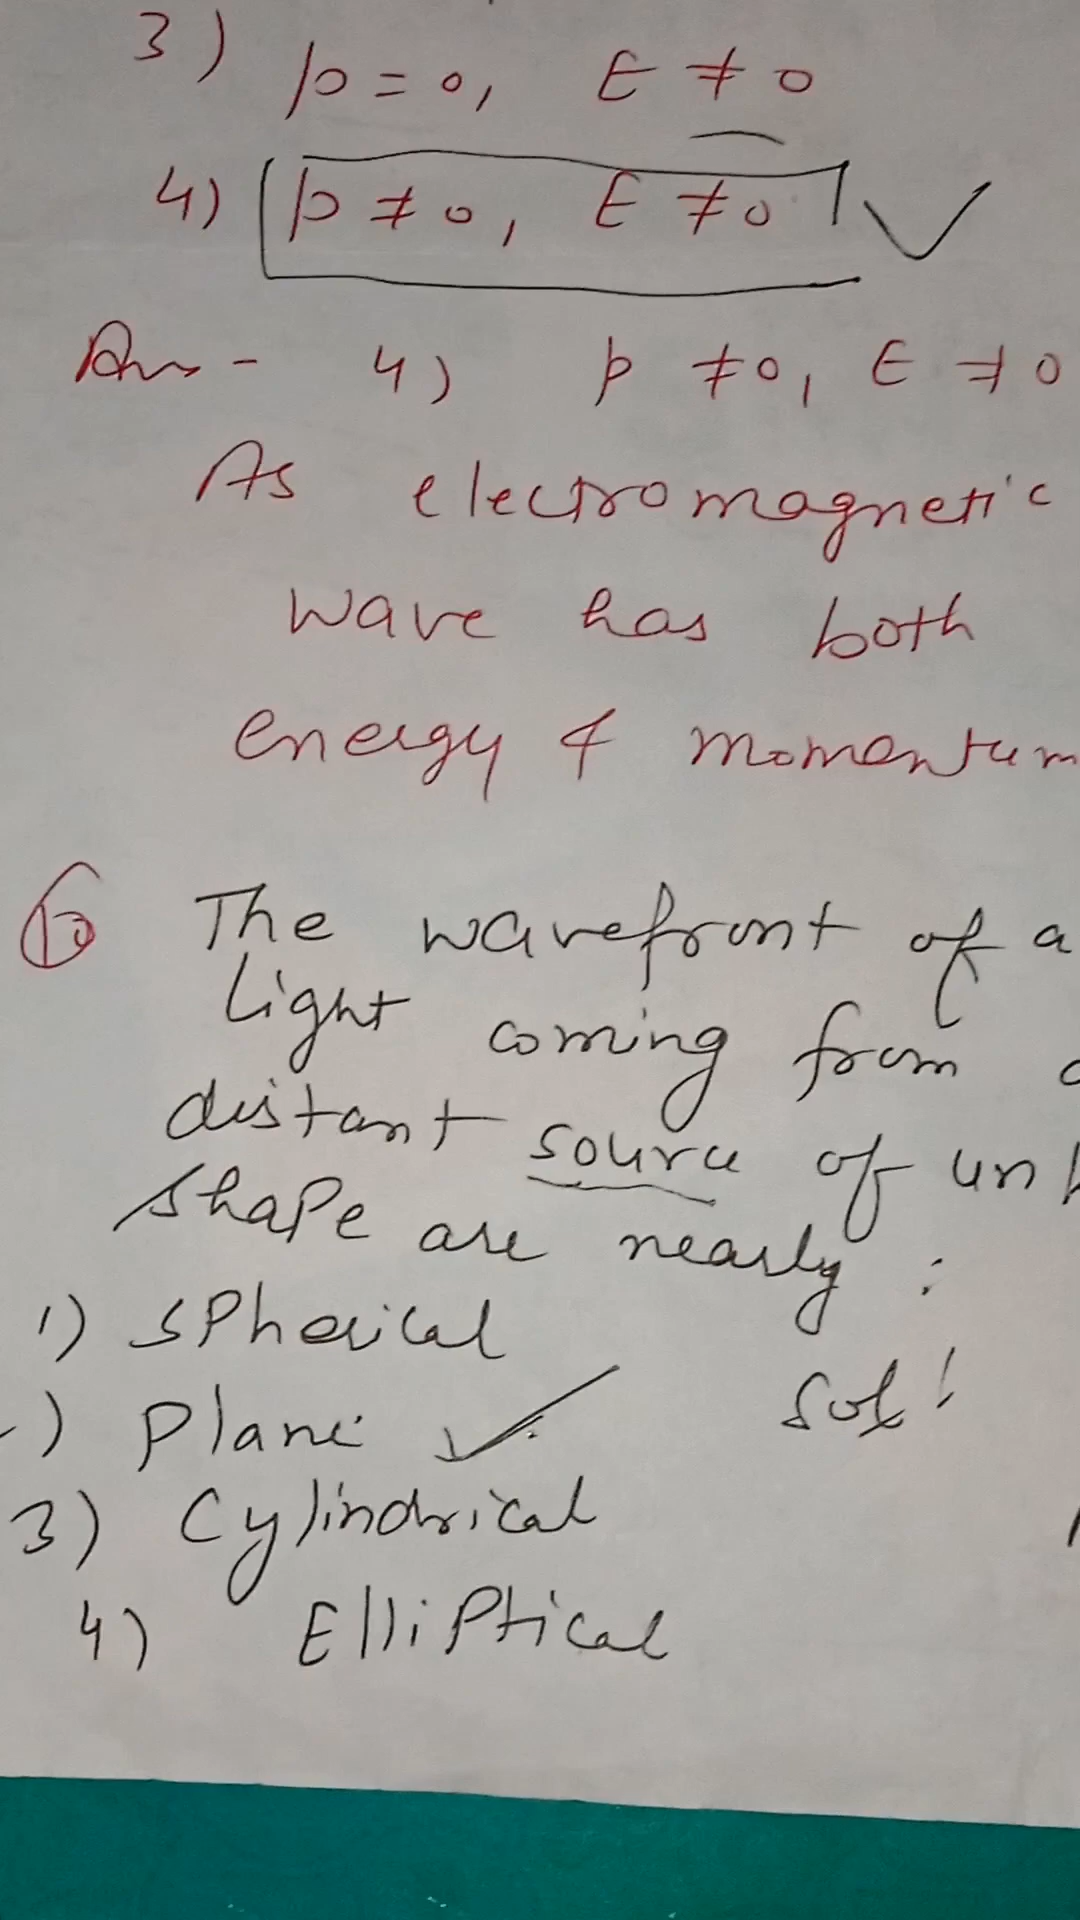 3) p = 0, E ≠ 0
4) p ≠ 0, E ≠ 0
Ans - 4) p ≠ 0, E ≠ 0
As electromagnetic
wave has both
energy & momentum
The wavefront of a
light coming from
distant source of
shape are nearly :
1) spherical
) plane
Sol!
3) Cylindrical
4) Elliptical